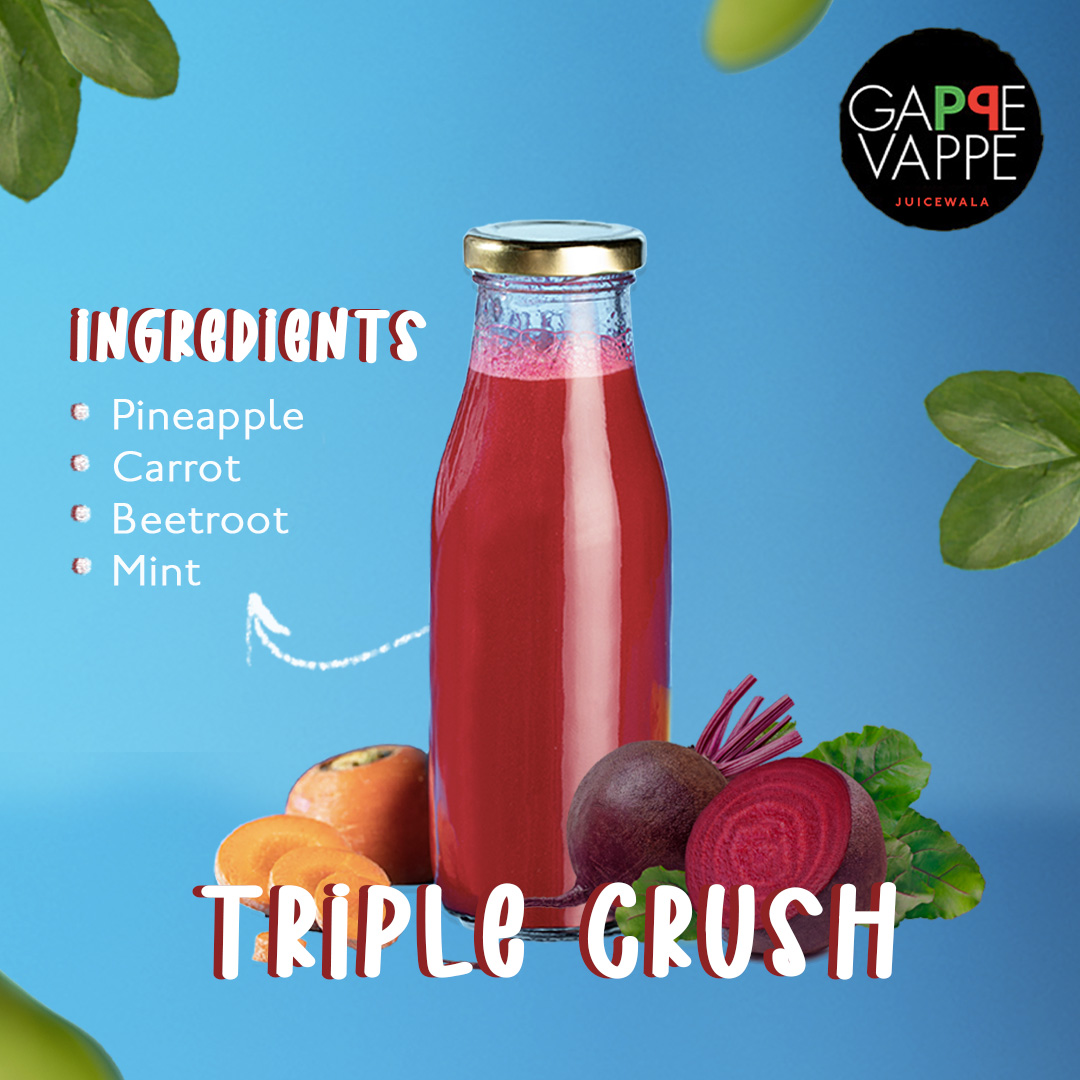 GAPPE
VAPPE
JUICEWALA
INGREDIENTS
Pineapple
Carrot
Beetroot
Mint
TRIPLE CRUSH